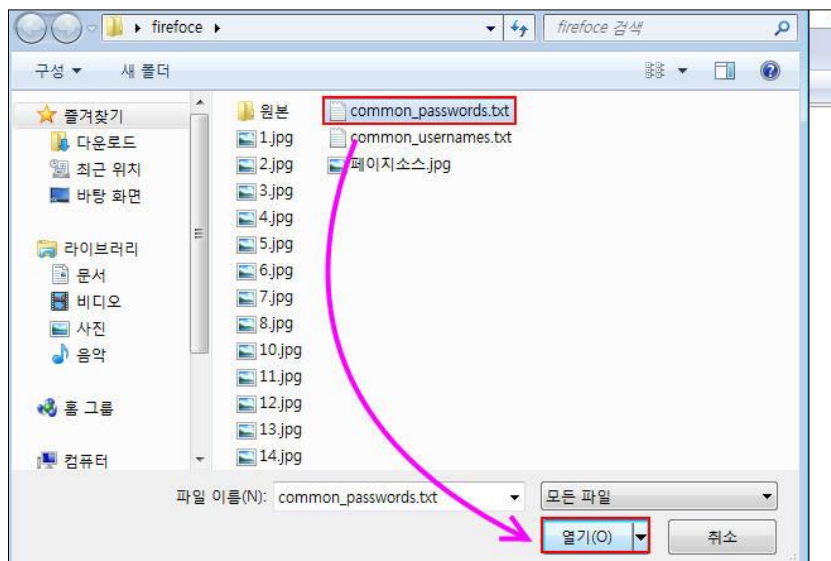 firefoce
firefoce 검색
구성
새 폴더
즐겨찾기
다운로드
최근 위치
바탕 화면
라이브러리
문서
비디오
사진
음악
홈 그룹
컴퓨터
원본
1.jpg
2.jpg
3.jpg
4.jpg
5.jpg
6.jpg
7.jpg
8.jpg
10.jpg
11.jpg
12.jpg
13.jpg
14.jpg
common_passwords.txt
common_usernames.txt
페이지소스.jpg
파일 이름(N): common_passwords.txt
모든 파일
열기(O)
취소